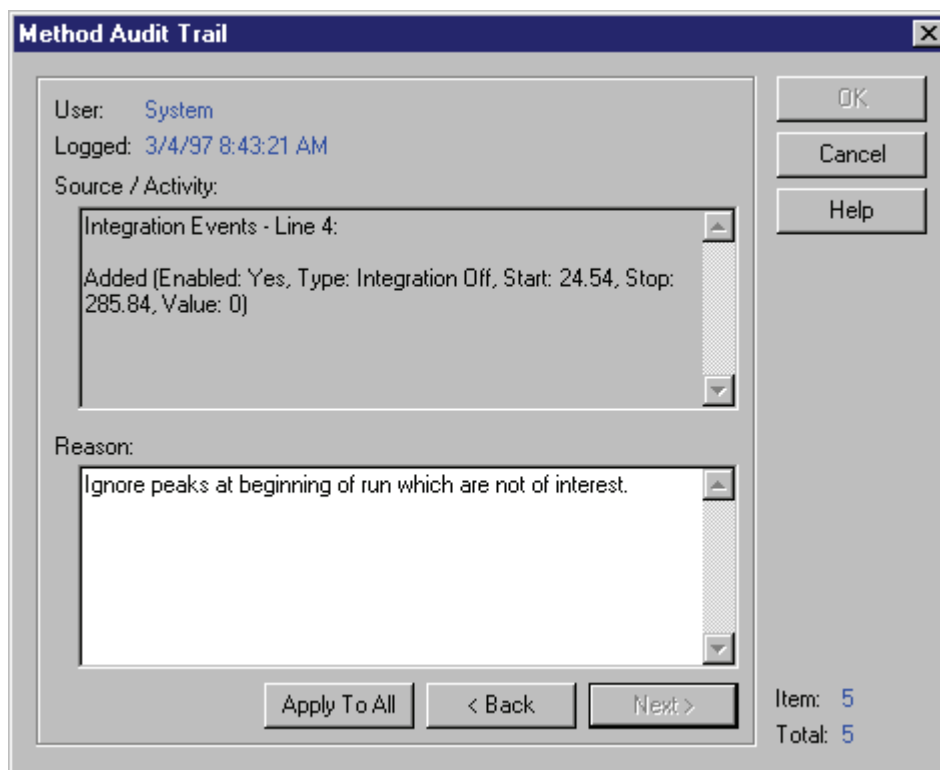 Method Audit Trail
User: System
Logged: 3/4/97 8:43:21 AM
Source / Activity:
Integration Events - Line 4:
Added (Enabled: Yes, Type: Integration Off, Start: 24.54, Stop:
285.84, Value: 0)
Reason:
Ignore peaks at beginning of run which are not of interest.
Apply To All
< Back
Next >
OK
Cancel
Help
Item: 5
Total: 5